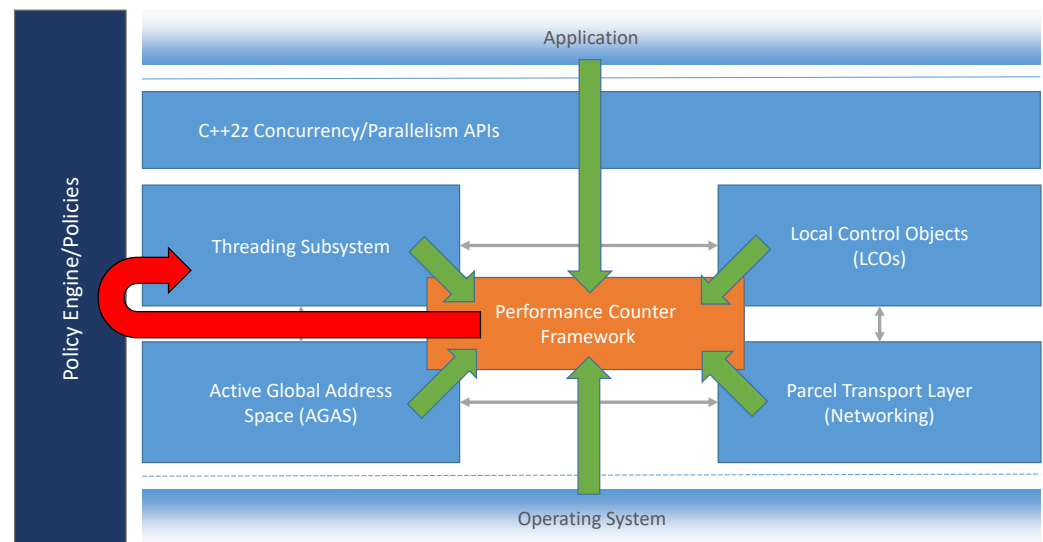 Application
Policy Engine/Policies
C++2z Concurrency/Parallelism APIs
Threading Subsystem
Local Control Objects
(LCOs)
Performance Counter
Framework
Active Global Address
Space (AGAS)
Parcel Transport Layer
(Networking)
Operating System